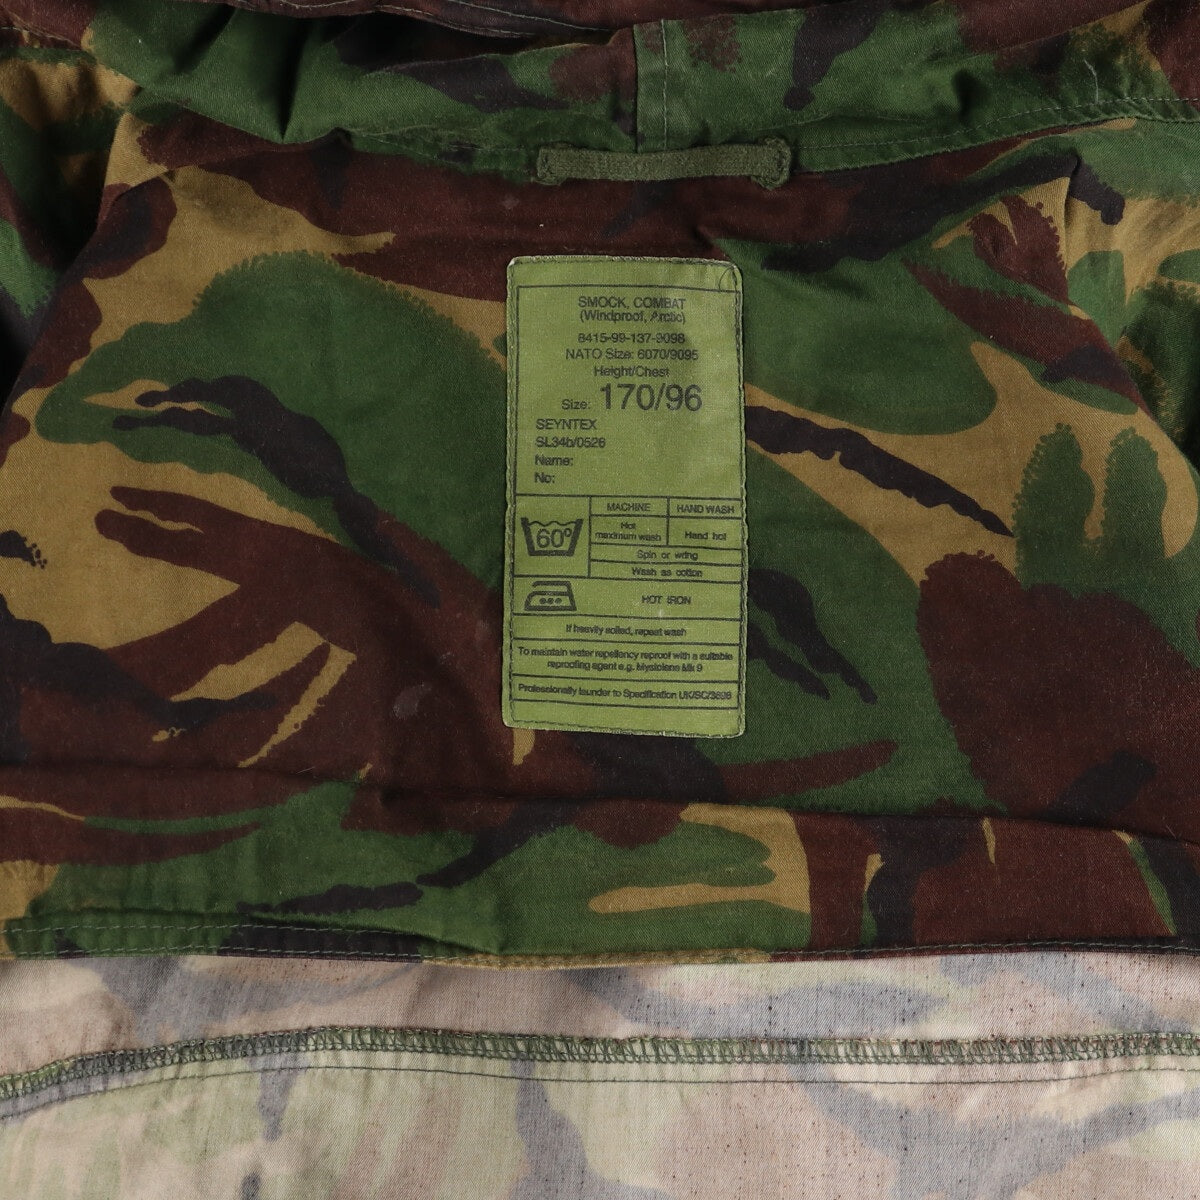 SMOCK, COMBAT
(Windproof, Arctic)
8415-99-137-9098
NATO Size: 6070/9095
Height/Chest
Size: 170/96
SEYNTEX
SL34b/0526
Name:
No:
MACHINE HAND WASH
60°
Hot
maximum wash
Hand hot
Spin or wring
Wash as cotton
HOT IRON
If heavily soiled, repeat wash
To maintain water repellency reproof with a suitable
reproofing agent e.g. Mystolene Mk 9
Professionally launder to Specification UK/SC/3898